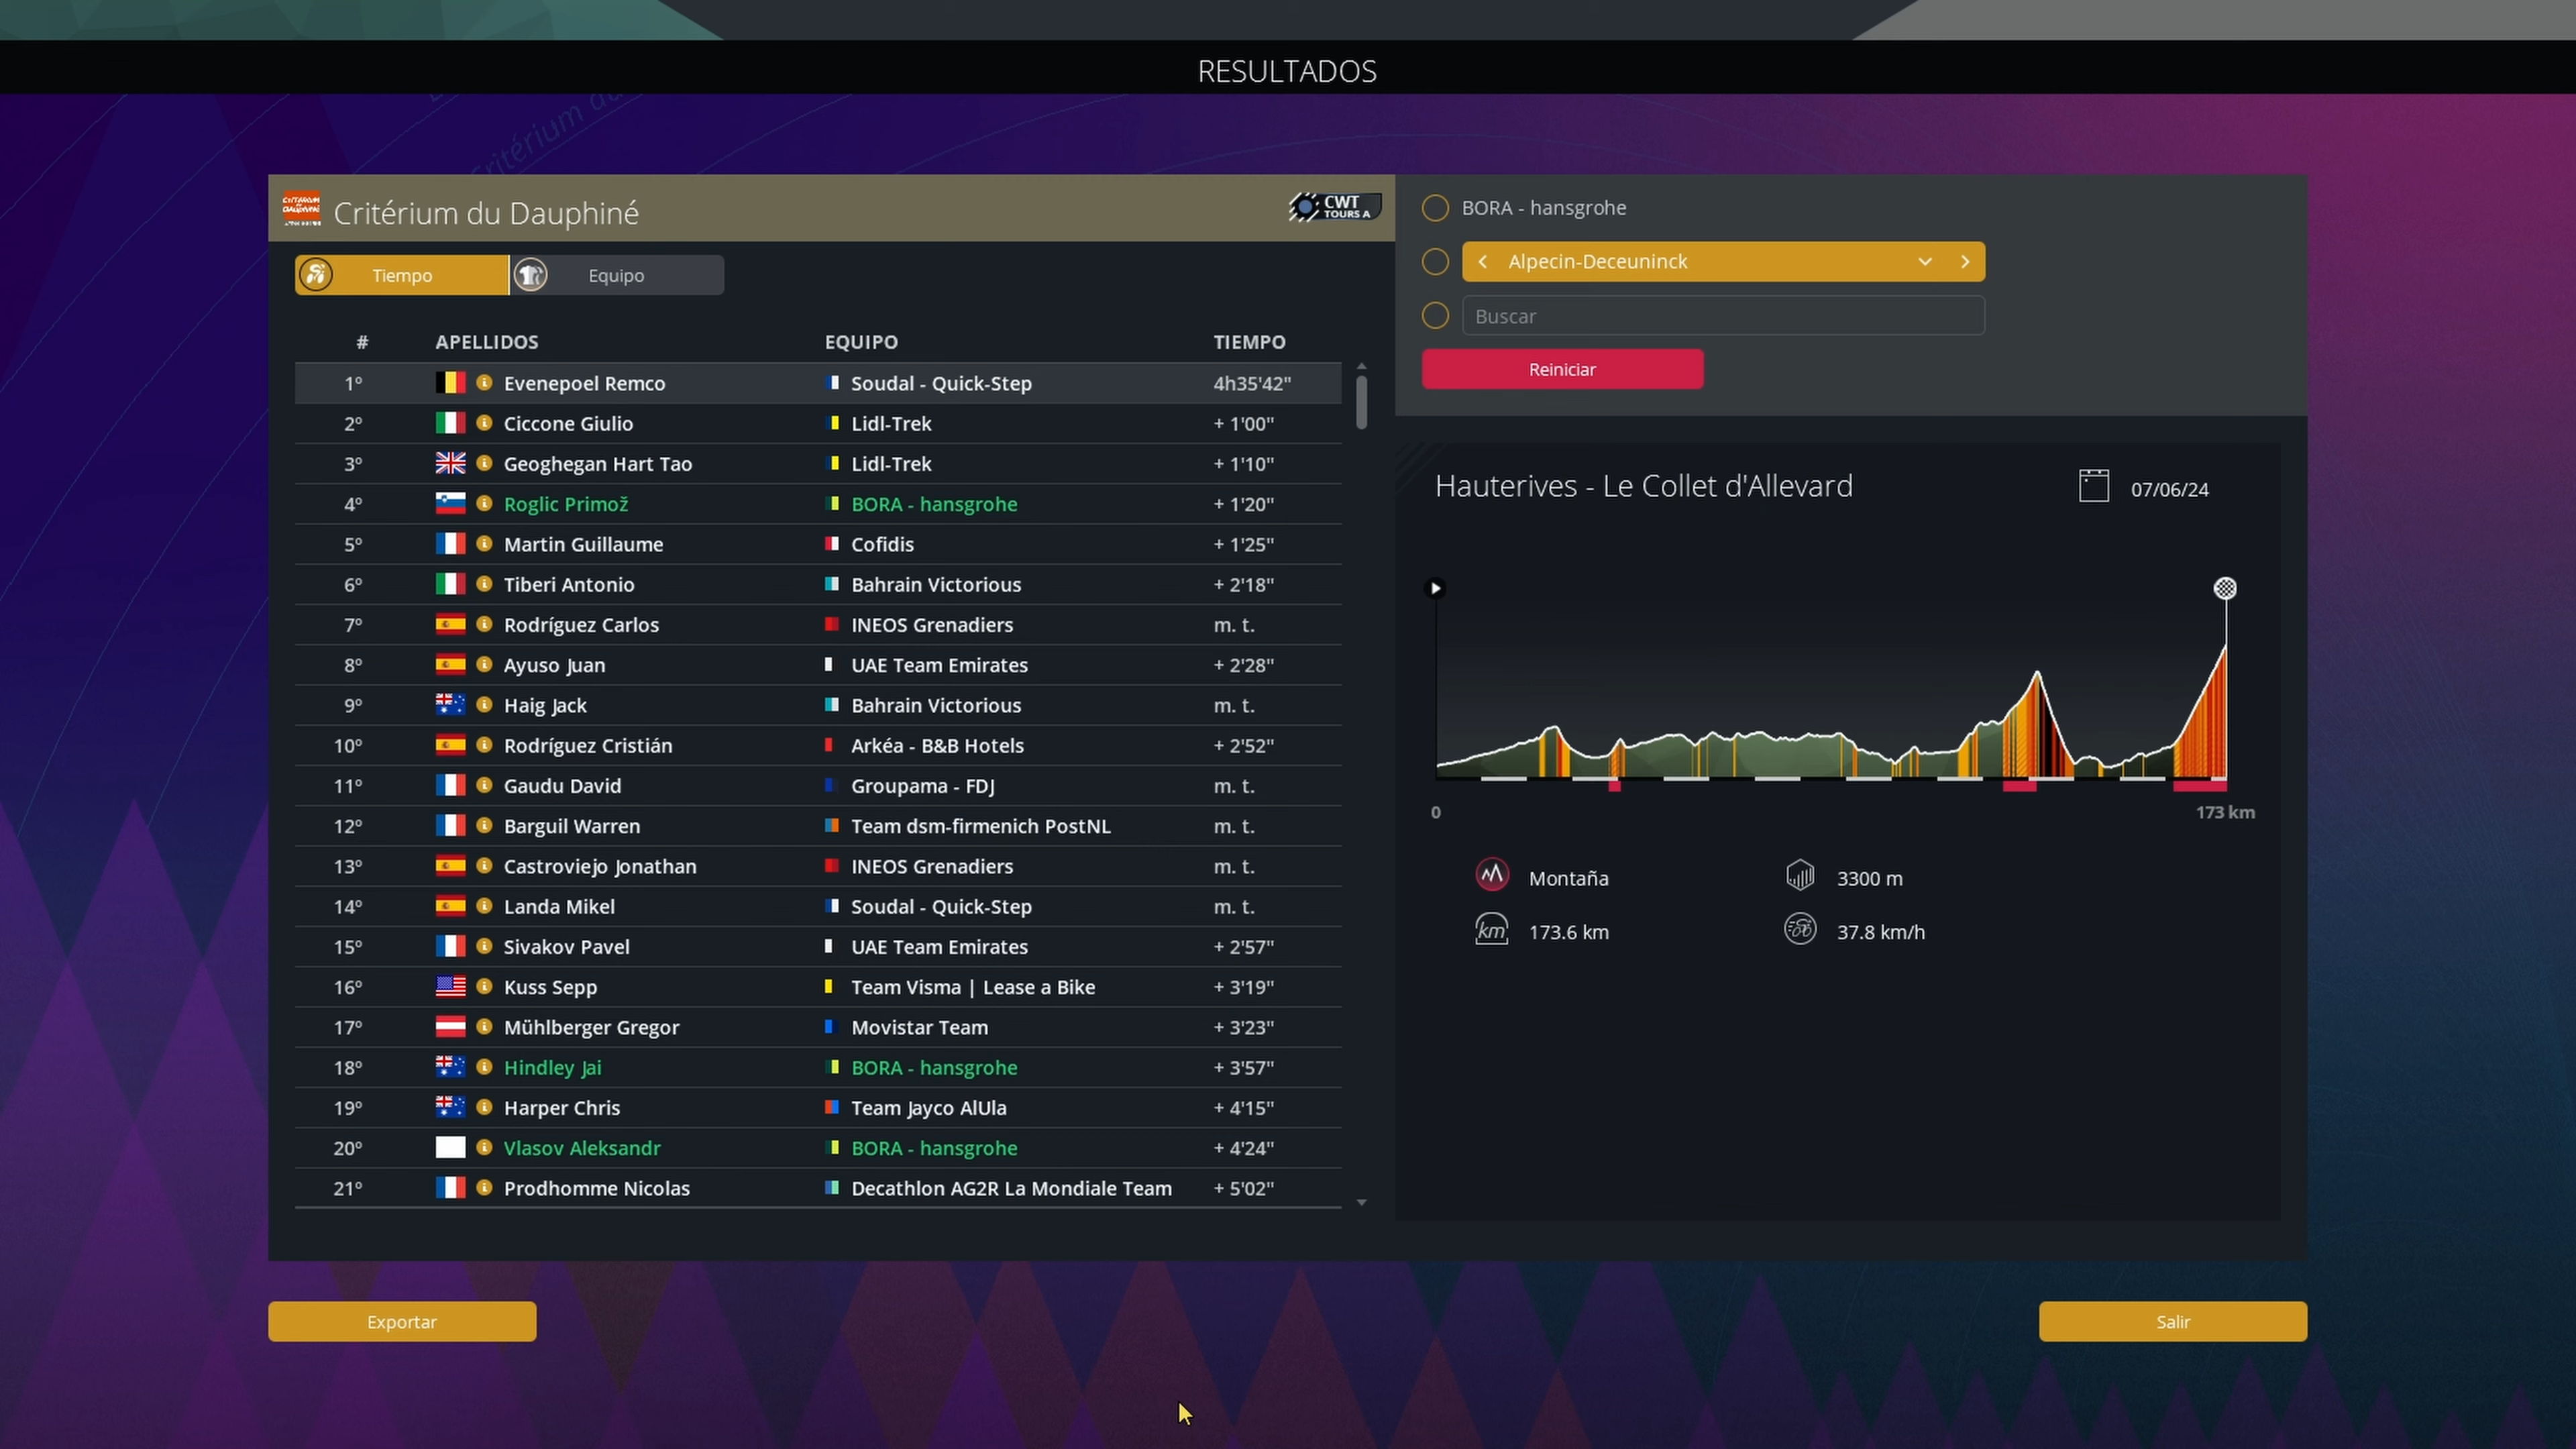 RESULTADOS
Critérium du Dauphiné
CWT
TOURS A
Tiempo
Equipo
# APELLIDOS EQUIPO TIEMPO
1º Evenepoel Remco Soudal - Quick-Step 4h35'42"
2º Ciccone Giulio Lidl-Trek + 1'00"
3º Geoghegan Hart Tao Lidl-Trek + 1'10"
4º Roglic Primož BORA - hansgrohe + 1'20"
5º Martin Guillaume Cofidis + 1'25"
6º Tiberi Antonio Bahrain Victorious + 2'18"
7º Rodríguez Carlos INEOS Grenadiers m. t.
8º Ayuso Juan UAE Team Emirates + 2'28"
9º Haig Jack Bahrain Victorious m. t.
10º Rodríguez Cristián Arkéa - B&B Hotels + 2'52"
11º Gaudu David Groupama - FDJ m. t.
12º Barguil Warren Team dsm-firmenich PostNL m. t.
13º Castroviejo Jonathan INEOS Grenadiers m. t.
14º Landa Mikel Soudal - Quick-Step m. t.
15º Sivakov Pavel UAE Team Emirates + 2'57"
16º Kuss Sepp Team Visma | Lease a Bike + 3'19"
17º Mühlberger Gregor Movistar Team + 3'23"
18º Hindley Jai BORA - hansgrohe + 3'57"
19º Harper Chris Team Jayco AlUla + 4'15"
20º Vlasov Aleksandr BORA - hansgrohe + 4'24"
21º Prodhomme Nicolas Decathlon AG2R La Mondiale Team + 5'02"
BORA - hansgrohe
Alpecin-Deceuninck
Buscar
Reiniciar
Hauterives - Le Collet d'Allevard 07/06/24
0 173 km
Montaña 3300 m
km 173.6 km 37.8 km/h
Exportar
Salir